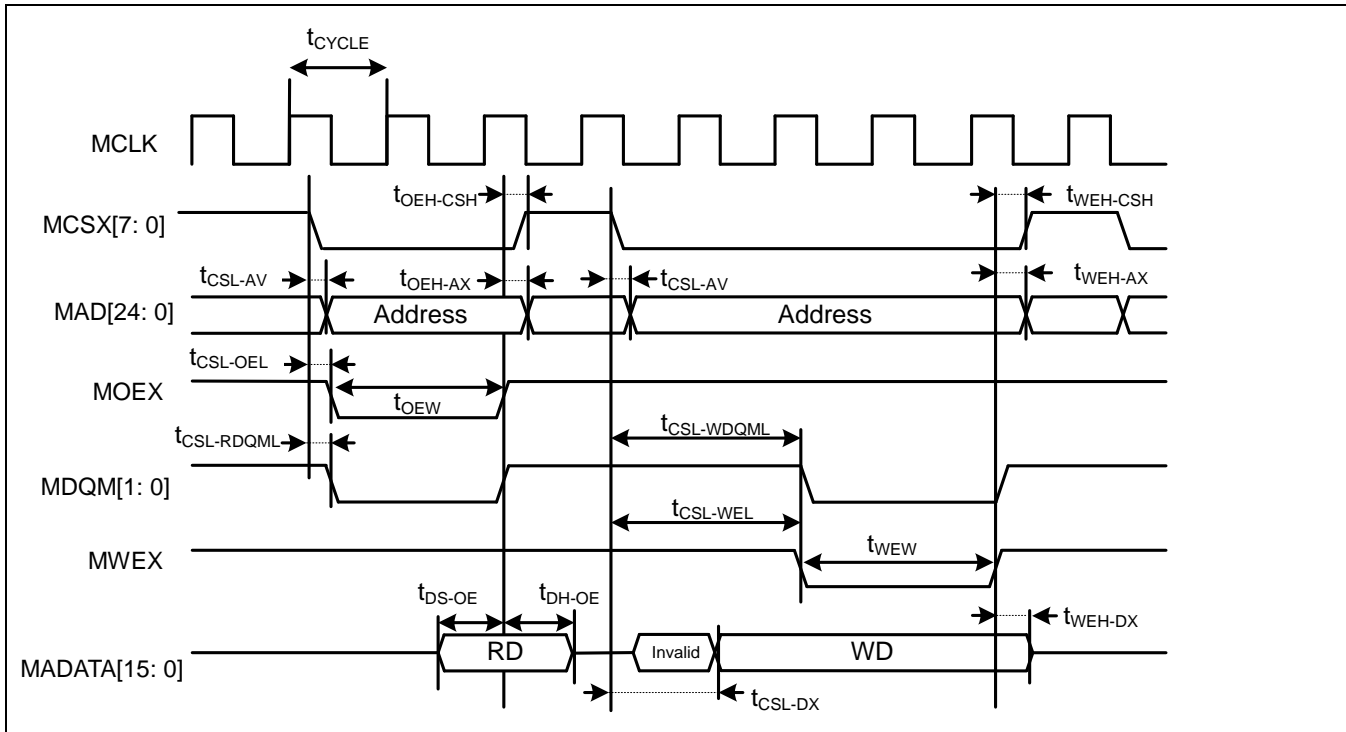 tCYCLE
MCLK
tOEH-CSH
tWEH-CSH
MCSX[7: 0]
tCSL-AV
tOEH-AX
tCSL-AV
tWEH-AX
MAD[24: 0]
Address
Address
tCSL-OEL
MOEX
tOEW
tCSL-RDQML
tCSL-WDQML
MDQM[1: 0]
tCSL-WEL
MWEX
tWEW
tDS-OE
tDH-OE
tWEH-DX
MADATA[15: 0]
RD
Invalid
WD
tCSL-DX